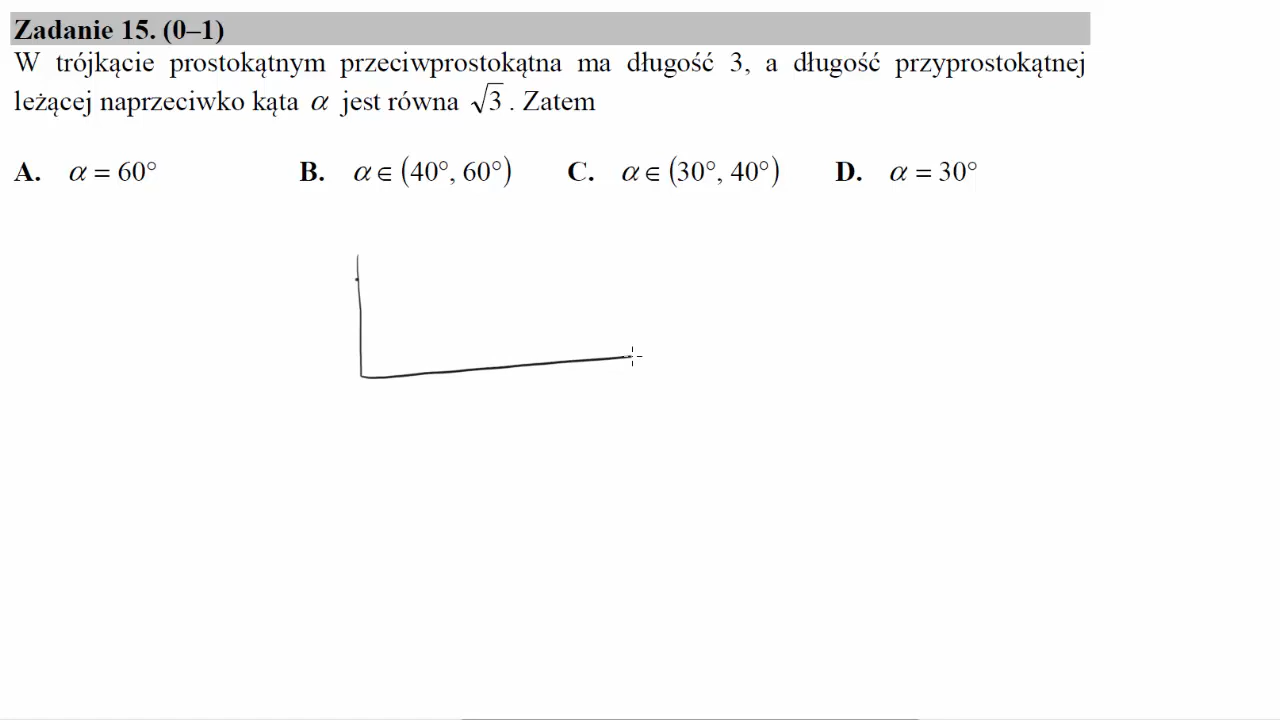 Zadanie 15. (0–1)
W trójkącie prostokątnym przeciwprostokątna ma długość 3, a długość przyprostokątnej
leżącej naprzeciwko kąta α jest równa √3. Zatem
A. α = 60° B. α ∈ (40°, 60°) C. α ∈ (30°, 40°) D. α = 30°